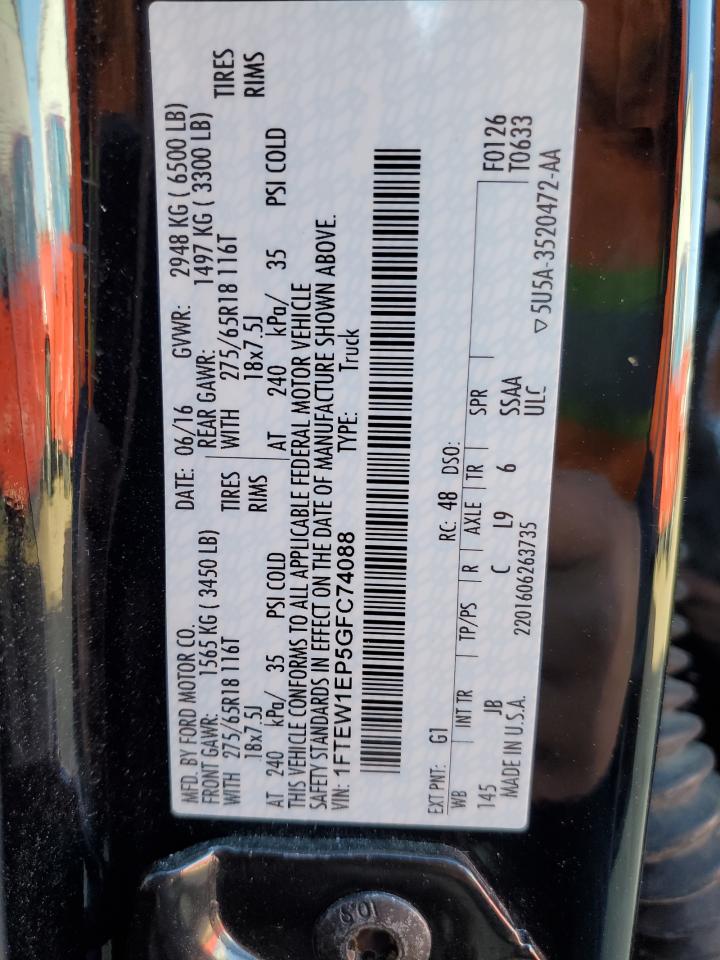 MFD. BY FORD MOTOR CO. DATE: 06/16 GVWR: 2948 KG ( 6500 LB)
FRONT GAWR: 1565 KG ( 3450 LB) REAR GAWR: 1497 KG ( 3300 LB)
WITH 275/65R18 116T TIRES WITH 275/65R18 116T TIRES
18x7.5J RIMS 18x7.5J RIMS
AT 240 kPa/ 35 PSI COLD AT 240 kPa/ 35 PSI COLD
THIS VEHICLE CONFORMS TO ALL APPLICABLE FEDERAL MOTOR VEHICLE
SAFETY STANDARDS IN EFFECT ON THE DATE OF MANUFACTURE SHOWN ABOVE.
VIN: 1FTEW1EP5GFC74088 TYPE: Truck
EXT PNT: G1 RC: 48 DSO:
WB INT TR TP/PS R AXLE TR SPR F0126
145 JB C L9 6 SSAA T0633
MADE IN U.S.A. 2201606263735 ULC
▽5U5A-3520472-AA
10.9